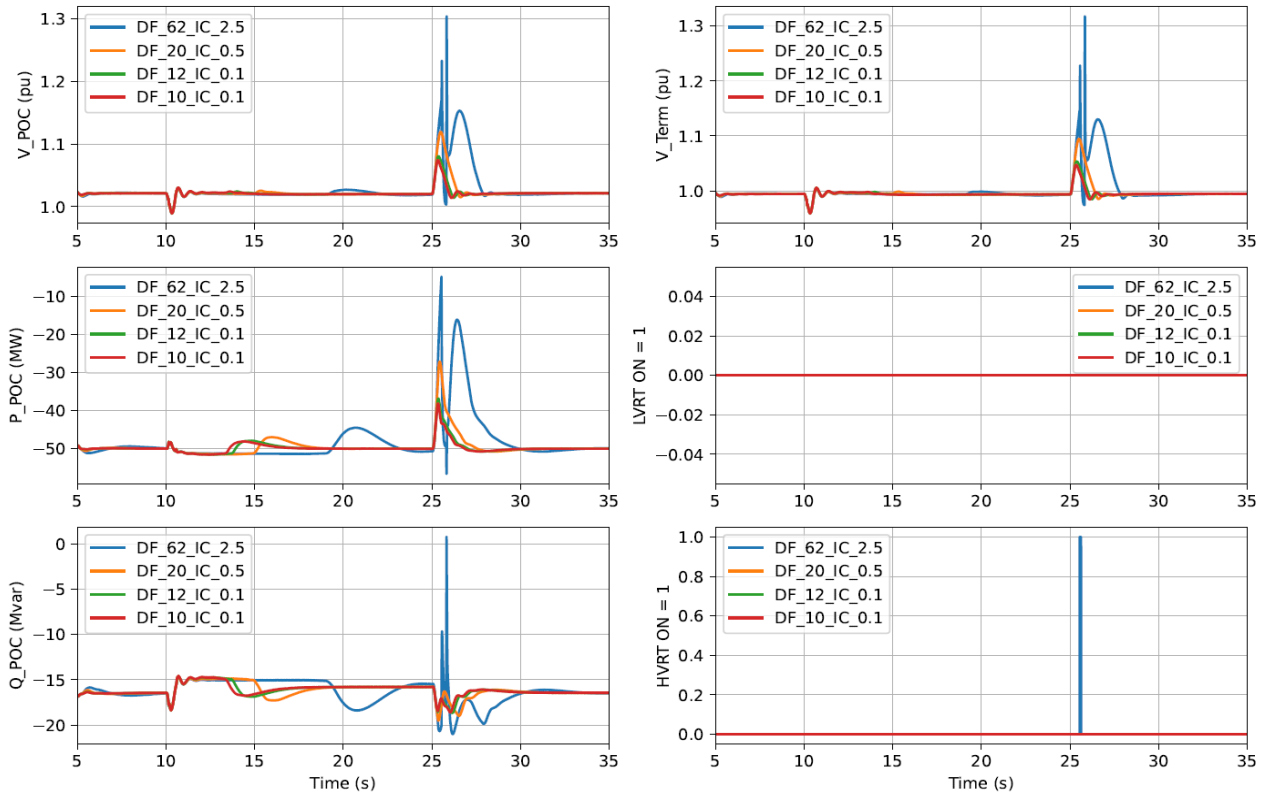 V_POC (pu)
1.3
1.2
1.1
1.0
DF_62_IC_2.5
DF_20_IC_0.5
DF_12_IC_0.1
DF_10_IC_0.1
5 10 15 20 25 30 35
V_Term (pu)
1.3
1.2
1.1
1.0
DF_62_IC_2.5
DF_20_IC_0.5
DF_12_IC_0.1
DF_10_IC_0.1
5 10 15 20 25 30 35
P_POC (MW)
−10
−20
−30
−40
−50
DF_62_IC_2.5
DF_20_IC_0.5
DF_12_IC_0.1
DF_10_IC_0.1
5 10 15 20 25 30 35
LVRT ON = 1
0.04
0.02
0.00
−0.02
−0.04
DF_62_IC_2.5
DF_20_IC_0.5
DF_12_IC_0.1
DF_10_IC_0.1
5 10 15 20 25 30 35
Q_POC (Mvar)
0
−5
−10
−15
−20
DF_62_IC_2.5
DF_20_IC_0.5
DF_12_IC_0.1
DF_10_IC_0.1
5 10 15 20 25 30 35
Time (s)
HVRT ON = 1
1.0
0.8
0.6
0.4
0.2
0.0
DF_62_IC_2.5
DF_20_IC_0.5
DF_12_IC_0.1
DF_10_IC_0.1
5 10 15 20 25 30 35
Time (s)